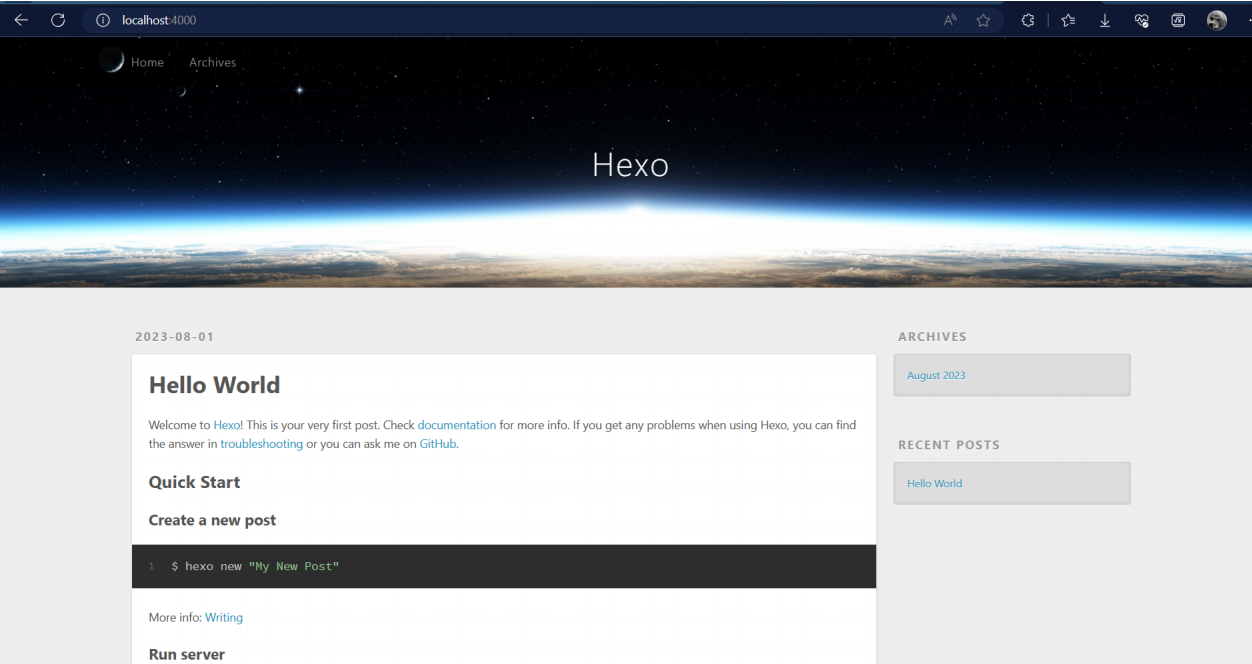 localhost:4000
Home Archives
Hexo
2023-08-01
Hello World
Welcome to Hexo! This is your very first post. Check documentation for more info. If you get any problems when using Hexo, you can find
the answer in troubleshooting or you can ask me on GitHub.
Quick Start
Create a new post
1 $ hexo new "My New Post"
More info: Writing
Run server
ARCHIVES
August 2023
RECENT POSTS
Hello World